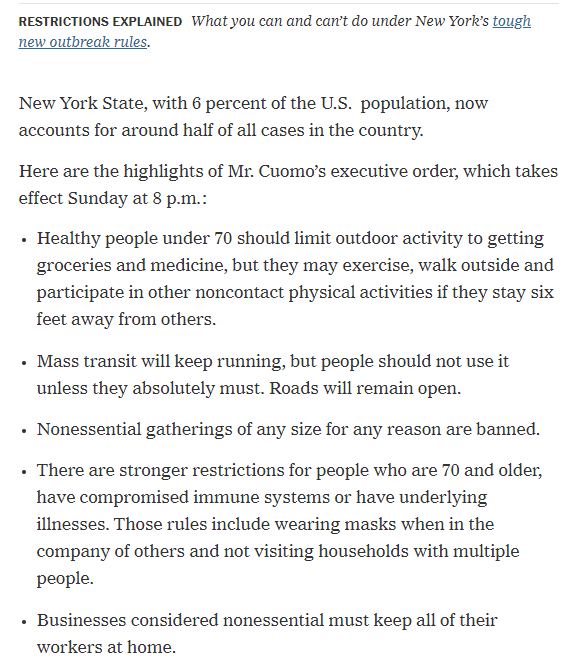 RESTRICTIONS EXPLAINED What you can and can’t do under New York’s tough
new outbreak rules.
New York State, with 6 percent of the U.S. population, now
accounts for around half of all cases in the country.
Here are the highlights of Mr. Cuomo’s executive order, which takes
effect Sunday at 8 p.m.:
• Healthy people under 70 should limit outdoor activity to getting
groceries and medicine, but they may exercise, walk outside and
participate in other noncontact physical activities if they stay six
feet away from others.
• Mass transit will keep running, but people should not use it
unless they absolutely must. Roads will remain open.
• Nonessential gatherings of any size for any reason are banned.
• There are stronger restrictions for people who are 70 and older,
have compromised immune systems or have underlying
illnesses. Those rules include wearing masks when in the
company of others and not visiting households with multiple
people.
• Businesses considered nonessential must keep all of their
workers at home.